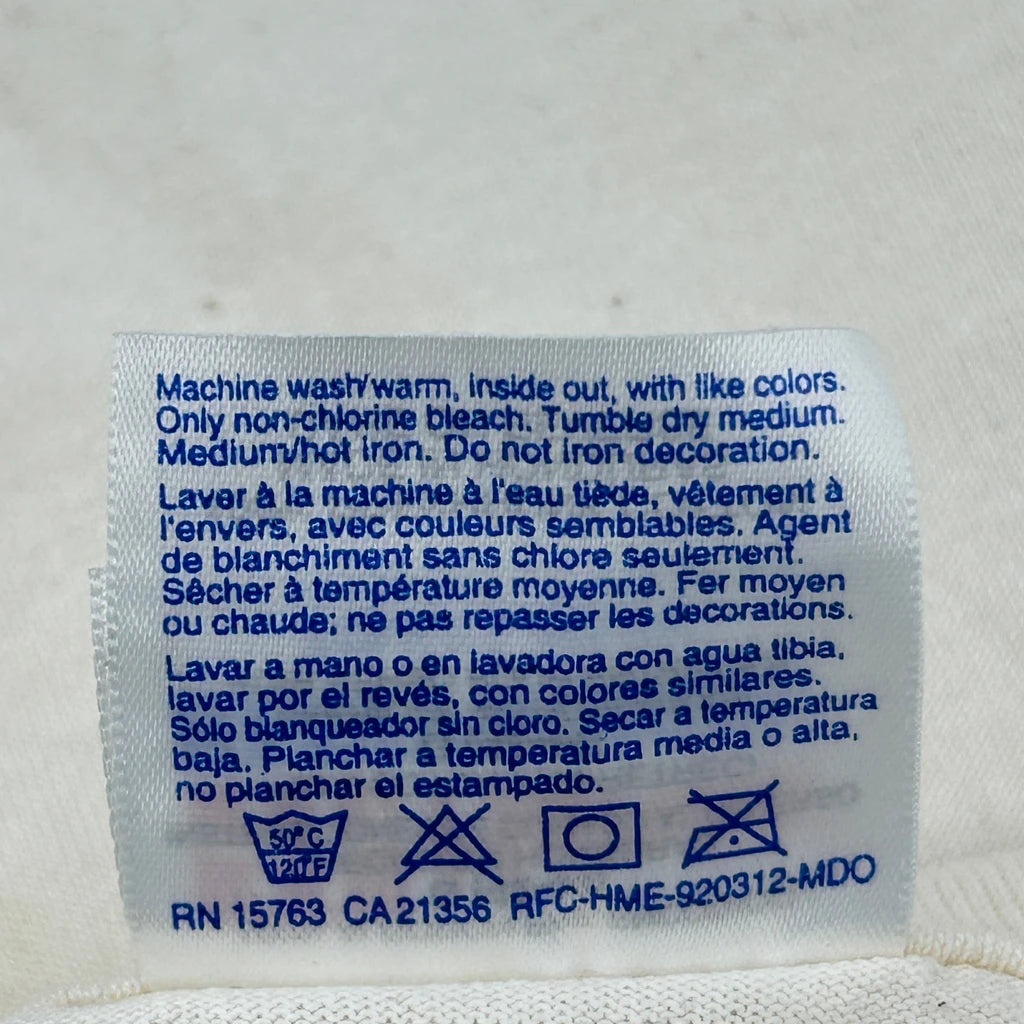 Machine wash/warm, inside out, with like colors.
Only non-chlorine bleach. Tumble dry medium.
Medium/hot iron. Do not iron decoration.
Laver à la machine à l'eau tiède, vêtement à
l'envers, avec couleurs semblables. Agent
de blanchiment sans chlore seulement.
Sêcher à température moyenne. Fer moyen
ou chaude; ne pas repasser les decorations.
Lavar a mano o en lavadora con agua tibia,
lavar por el revés, con colores similares.
Sólo blanqueador sin cloro. Secar a temperatura
baja. Planchar a temperatura media o alta,
no planchar el estampado.
50°C
120°F
RN 15763 CA 21356 RFC-HME-920312-MDO